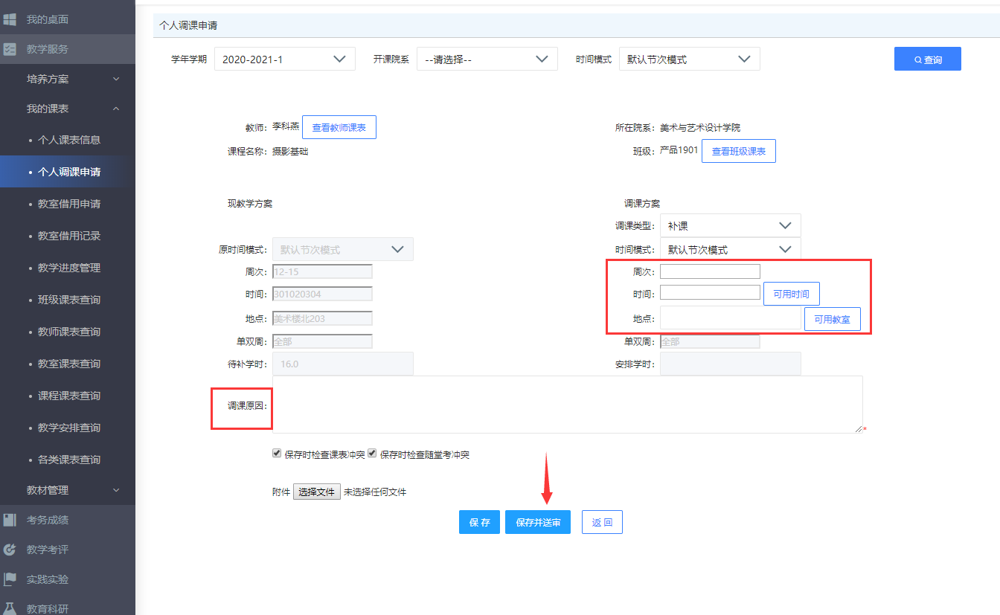 我的桌面
教学服务
培养方案
我的课表
• 个人课表信息
• 个人调课申请
• 教室借用申请
• 教室借用记录
• 教学进度管理
• 班级课表查询
• 教师课表查询
• 教室课表查询
• 课程课表查询
• 教学安排查询
• 各类课表查询
教材管理
考务成绩
教学考评
实践实验
教育科研
个人调课申请
学年学期 2020-2021-1 开课院系 --请选择-- 时间模式 默认节次模式 查询
教师: 李科燕 查看教师课表 所在院系: 美术与艺术设计学院
课程名称: 摄影基础 班级: 产品1901 查看班级课表
现教学方案 调课方案
调课类型: 补课
原时间模式: 默认节次模式 时间模式: 默认节次模式
周次: 12-15 周次:
时间: 301020304 时间: 可用时间
地点: 美术楼北203 地点: 可用教室
单双周: 全部 单双周: 全部
待补学时: 16.0 安排学时:
调课原因: *
保存时检查课表冲突 保存时检查随堂考冲突
附件 选择文件 未选择任何文件
保 存 保存并送审 返 回